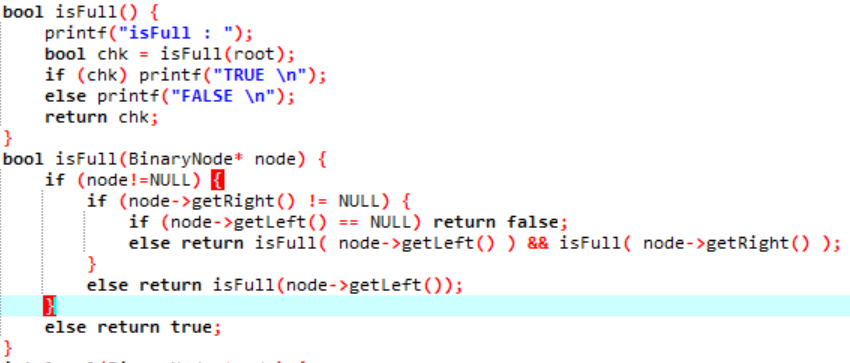 bool isFull() {
    printf("isFull : ");
    bool chk = isFull(root);
    if (chk) printf("TRUE \n");
    else printf("FALSE \n");
    return chk;
}
bool isFull(BinaryNode* node) {
    if (node!=NULL) {
        if (node->getRight() != NULL) {
            if (node->getLeft() == NULL) return false;
            else return isFull( node->getLeft() ) && isFull( node->getRight() );
        }
        else return isFull(node->getLeft());
    }
    else return true;
}